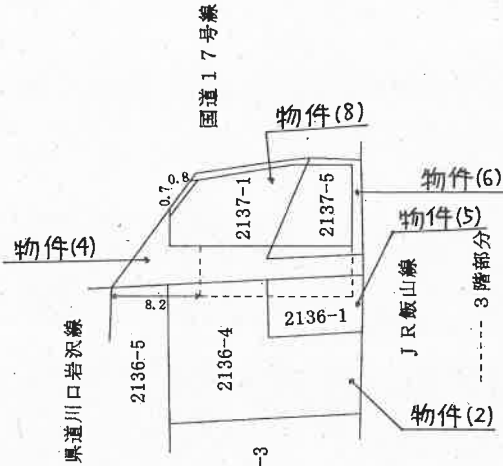 国道17号線
物件(8)
0.8
0.7
2137-1
物件(6)
2137-5
物件(5)
物件(4)
8.2
2136-1
JR飯山線
3階部分
県道川口岩沢線
2136-5
2136-4
物件(2)
-3